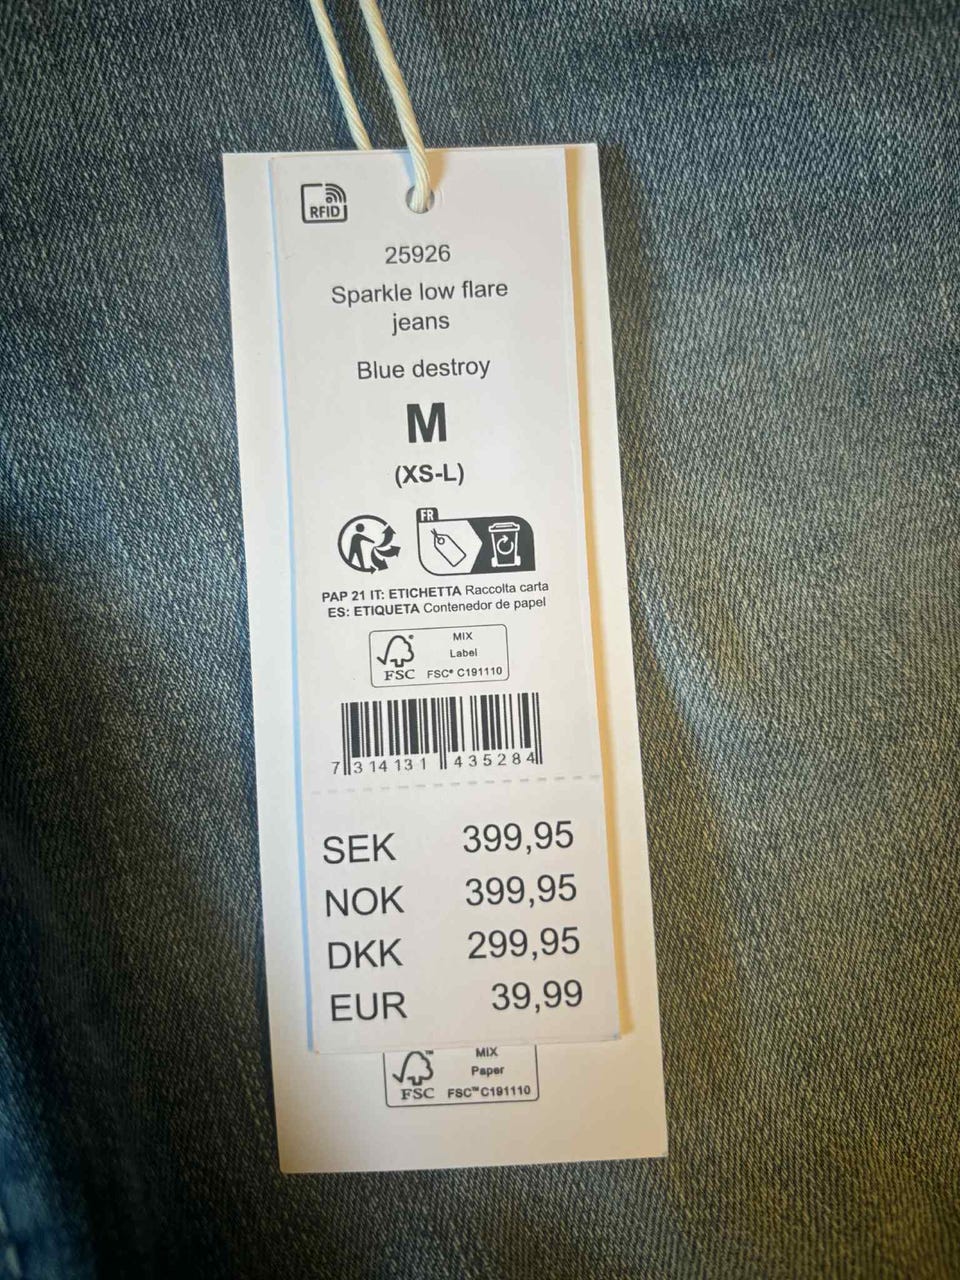 RFID
25926
Sparkle low flare
jeans
Blue destroy
M
(XS-L)
FR
PAP 21 IT: ETICHETTA Raccolta carta
ES: ETIQUETA Contenedor de papel
MIX
Label
FSC FSC® C191110
7 314131 435284
SEK 399,95
NOK 399,95
DKK 299,95
EUR 39,99
MIX
Paper
FSC FSC™ C191110